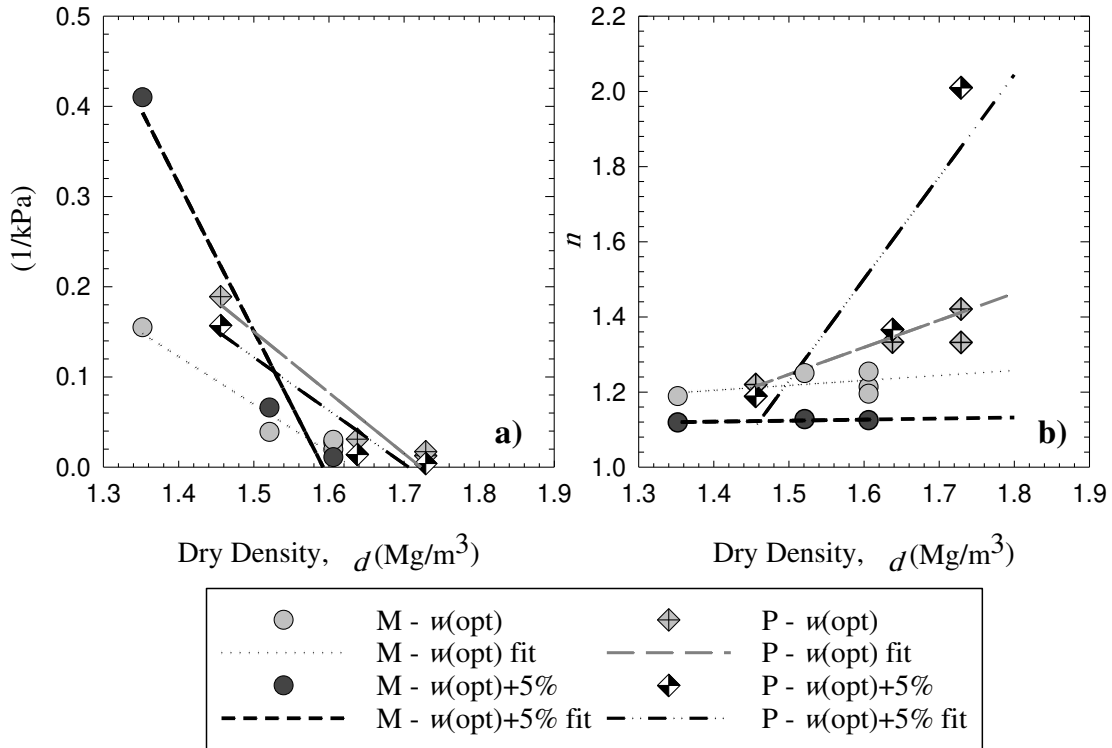 0.5
0.4
0.3
0.2
0.1
0.0
(1/kPa)
1.3 1.4 1.5 1.6 1.7 1.8 1.9
a)
Dry Density, d (Mg/m³)
2.2
2.0
1.8
1.6
1.4
1.2
1.0
n
1.3 1.4 1.5 1.6 1.7 1.8 1.9
b)
Dry Density, d (Mg/m³)
M - w(opt)
M - w(opt) fit
M - w(opt)+5%
M - w(opt)+5% fit
P - w(opt)
P - w(opt) fit
P - w(opt)+5%
P - w(opt)+5% fit